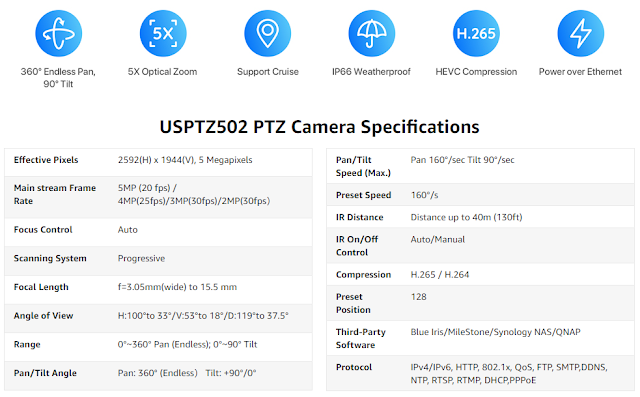 360° Endless Pan,
90° Tilt
5X
5X Optical Zoom
Support Cruise
IP66 Weatherproof
H.265
HEVC Compression
Power over Ethernet
USPTZ502 PTZ Camera Specifications
Effective Pixels 2592(H) x 1944(V), 5 Megapixels
Main stream Frame
Rate
5MP (20 fps) /
4MP(25fps)/3MP(30fps)/2MP(30fps)
Focus Control Auto
Scanning System Progressive
Focal Length f=3.05mm(wide) to 15.5 mm
Angle of View H:100°to 33°/V:53°to 18°/D:119°to 37.5°
Range 0°~360° Pan (Endless); 0°~90° Tilt
Pan/Tilt Angle Pan: 360° (Endless) Tilt: +90°/0°
Pan/Tilt
Speed (Max.)
Pan 160°/sec Tilt 90°/sec
Preset Speed 160°/s
IR Distance Distance up to 40m (130ft)
IR On/Off
Control
Auto/Manual
Compression H.265 / H.264
Preset
Position
128
Third-Party
Software
Blue Iris/MileStone/Synology NAS/QNAP
Protocol IPv4/IPv6, HTTP, 802.1x, QoS, FTP, SMTP,DDNS,
NTP, RTSP, RTMP, DHCP,PPPoE